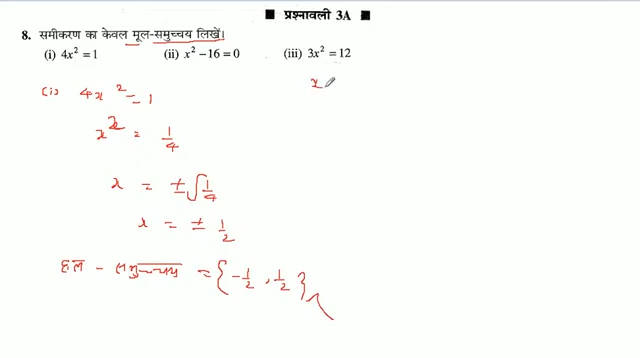 ■ प्रश्नावली 3A ■
8. समीकरण का केवल मूल-समुच्चय लिखें।
(i) 4x² = 1 (ii) x² – 16 = 0 (iii) 3x² = 12
(i) 4x² = 1
x
x² = 1/4
x = ± √1/4
x = ± 1/2
हल - समुच्चय = {-1/2, 1/2}